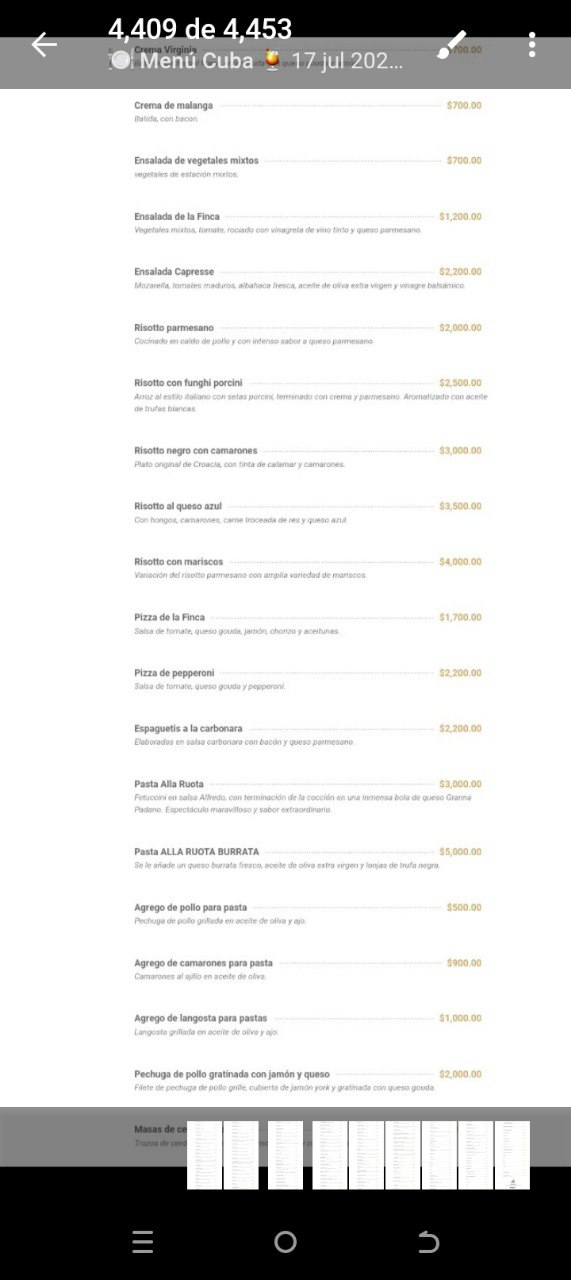 4,409 de 4,453
Menú Cuba 17 jul 202...
Crema Virginia $700.00
Crema de malanga $700.00
Batida, con bacon.
Ensalada de vegetales mixtos $700.00
vegetales de estación mixtos.
Ensalada de la Finca $1,200.00
Vegetales mixtos, tomate, rociado con vinagreta de vino tinto y queso parmesano.
Ensalada Capresse $2,200.00
Mozarella, tomates maduros, albahaca fresca, aceite de oliva extra virgen y vinagre balsámico.
Risotto parmesano $2,000.00
Cocinado en caldo de pollo y con intenso sabor a queso parmesano.
Risotto con funghi porcini $2,500.00
Arroz al estilo italiano con setas porcini, terminado con crema y parmesano. Aromatizado con aceite
de trufas blancas.
Risotto negro con camarones $3,000.00
Plato original de Croacia, con tinta de calamar y camarones.
Risotto al queso azul $3,500.00
Con hongos, camarones, carne troceada de res y queso azul.
Risotto con mariscos $4,000.00
Variación del risotto parmesano con amplia variedad de mariscos.
Pizza de la Finca $1,700.00
Salsa de tomate, queso gouda, jamón, chorizo y aceitunas.
Pizza de pepperoni $2,200.00
Salsa de tomate, queso gouda y pepperoni.
Espaguetis a la carbonara $2,200.00
Elaboradas en salsa carbonara con bacón y queso parmesano.
Pasta Alla Ruota $3,000.00
Fetuccini en salsa Alfredo, con terminación de la cocción en una inmensa bola de queso Granna
Padano. Espectáculo maravilloso y sabor extraordinario.
Pasta ALLA RUOTA BURRATA $5,000.00
Se le añade un queso burrata fresco, aceite de oliva extra virgen y lonjas de trufa negra.
Agrego de pollo para pasta $500.00
Pechuga de pollo grillada en aceite de oliva y ajo.
Agrego de camarones para pasta $900.00
Camarones al ajillo en aceite de oliva.
Agrego de langosta para pastas $1,000.00
Langosta grillada en aceite de oliva y ajo.
Pechuga de pollo gratinada con jamón y queso $2,000.00
Filete de pechuga de pollo grille, cubierta de jamón york y gratinada con queso gouda.
Masas de ce
Trozos de cerd